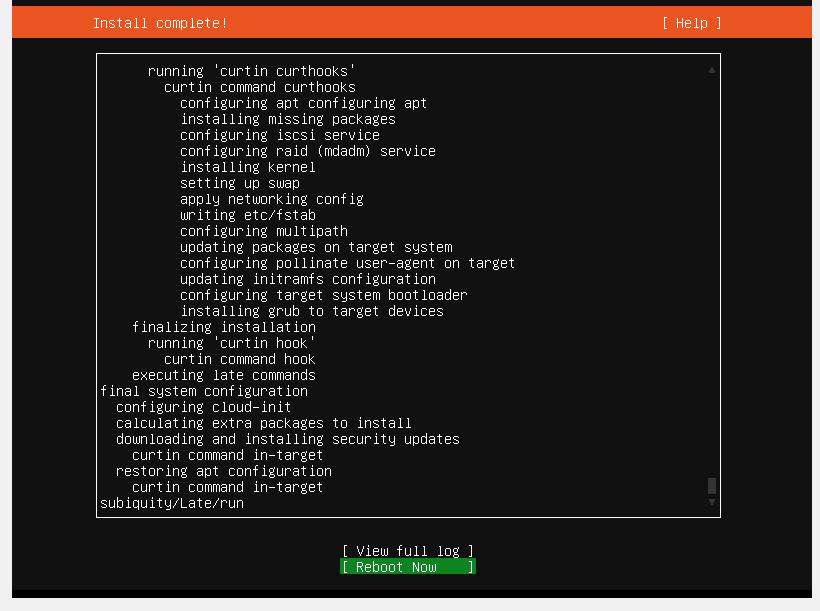 Install complete!
[ Help ]
running 'curtin curthooks'
curtin command curthooks
configuring apt configuring apt
installing missing packages
configuring iscsi service
configuring raid (mdadm) service
installing kernel
setting up swap
apply networking config
writing etc/fstab
configuring multipath
updating packages on target system
configuring pollinate user-agent on target
updating initramfs configuration
configuring target system bootloader
installing grub to target devices
finalizing installation
running 'curtin hook'
curtin command hook
executing late commands
final system configuration
configuring cloud-init
calculating extra packages to install
downloading and installing security updates
curtin command in-target
restoring apt configuration
curtin command in-target
subiquity/Late/run
[ View full log ]
[ Reboot Now ]